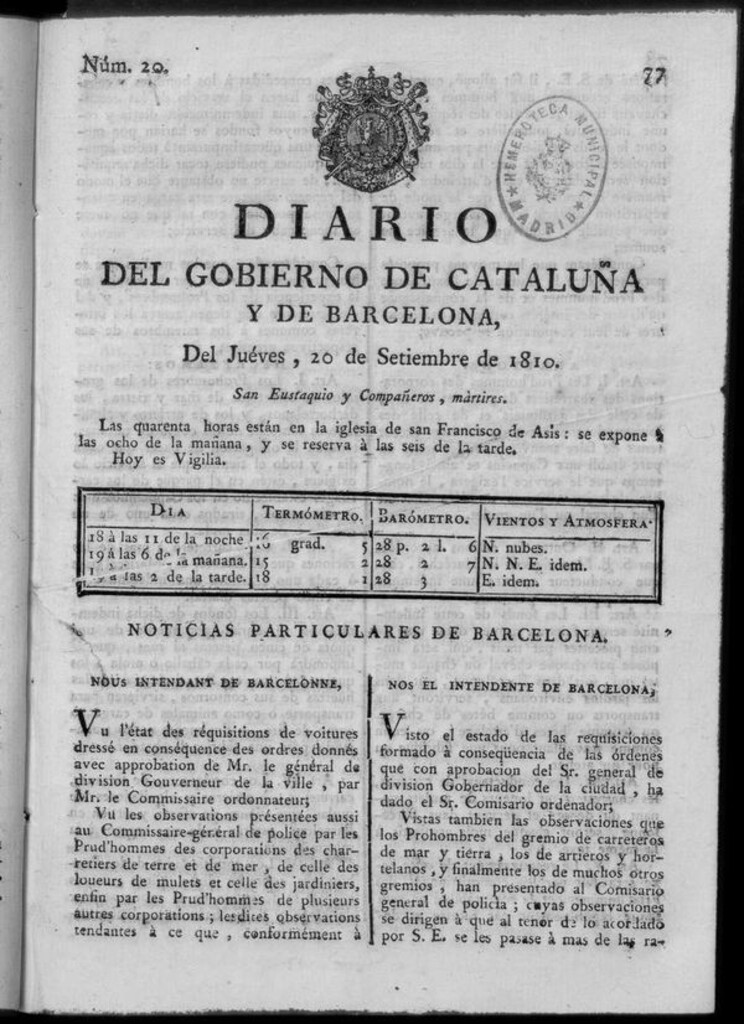 Núm. 20.
77
HEMEROTECA MUNICIPAL
MADRID
DIARIO
DEL GOBIERNO DE CATALUÑA
Y DE BARCELONA,
Del Juéves , 20 de Setiembre de 1810.
San Eustaquio y Compañeros , mártires.
Las quarenta horas están en la iglesia de san Francisco de Asis : se expone á
las ocho de la mañana , y se reserva à las seis de la tarde.
Hoy es Vigilia.
DIA TERMÓMETRO. BARÓMETRO. VIENTOS Y ATMOSFERA.
18 à las 11 de la noche 16 grad. 5 28 p. 2 l. 6 N. nubes.
19 á las 6 de la mañana. 15 2 28 2 7 N. N. E. idem.
las 2 de la tarde. 18 1 28 3 E. idem.
NOTICIAS PARTICULARES DE BARCELONA.
NOUS INTENDANT DE BARCELONNE,
Vu l'état des réquisitions de voitures
dressé en conséquence des ordres donnés
avec approbation de Mr. le général de
division Gouverneur de la ville , par
Mr. le Commissaire ordonnateur;
Vu les observations présentées aussi
au Commissaire-général de police par les
Prud'hommes des corporations des char-
retiers de terre et de mer , de celle des
loueurs de mulets et celle des jardiniers,
enfin par les Prud'hommes de plusieurs
autres corporations ; lesdites observations
tendantes à ce que , conformément à
NOS EL INTENDENTE DE BARCELONA,
Visto el estado de las requisiciones
formado à conseqüencia de las órdenes
que con aprobacion del Sr. general de
division Gobernador de la ciudad , ha
dado el Sr. Comisario ordenador;
Vistas tambien las observaciones que
los Prohombres del gremio de carreteros
de mar y tierra , los de arrieros y hor-
telanos , y finalmente los de muchos otros
gremios , han presentado al Comisario
general de policía ; cuyas observaciones
se dirigen à que al tenor de lo acordado
por S. E. se les pasase à mas de las ra-